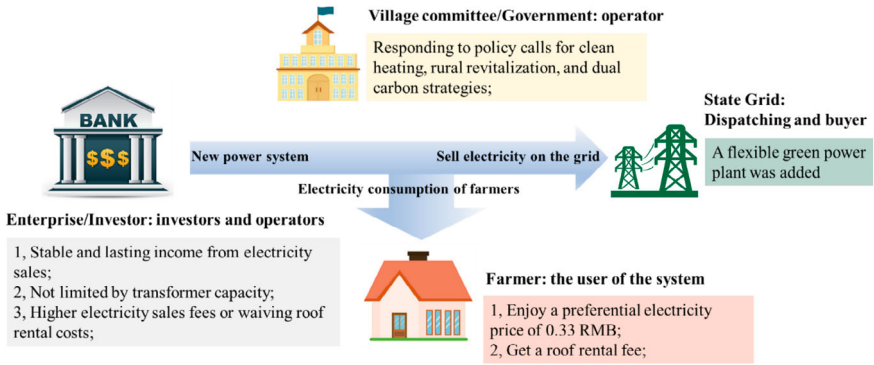 Village committee/Government: operator
Responding to policy calls for clean
heating, rural revitalization, and dual
carbon strategies;
BANK
$$$
New power system
Sell electricity on the grid
Electricity consumption of farmers
State Grid:
Dispatching and buyer
A flexible green power
plant was added
Enterprise/Investor: investors and operators
1, Stable and lasting income from electricity
sales;
2, Not limited by transformer capacity;
3, Higher electricity sales fees or waiving roof
rental costs;
Farmer: the user of the system
1, Enjoy a preferential electricity
price of 0.33 RMB;
2, Get a roof rental fee;